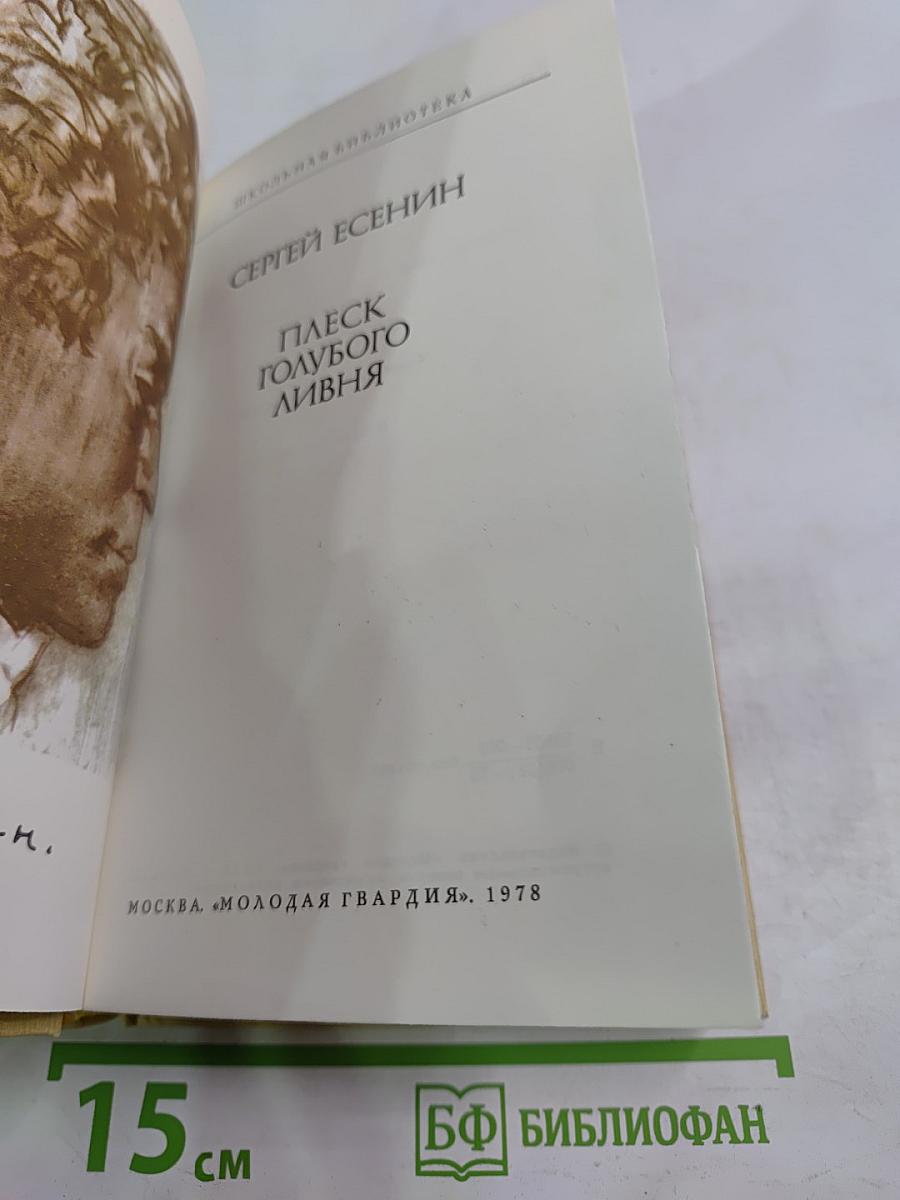 ШКОЛЬНАЯ БИБЛИОТЕКА
СЕРГЕЙ ЕСЕНИН
ПЛЕСК
ГОЛУБОГО
ЛИВНЯ
МОСКВА. «МОЛОДАЯ ГВАРДИЯ». 1978
15 см
БФ БИБЛИОФАН